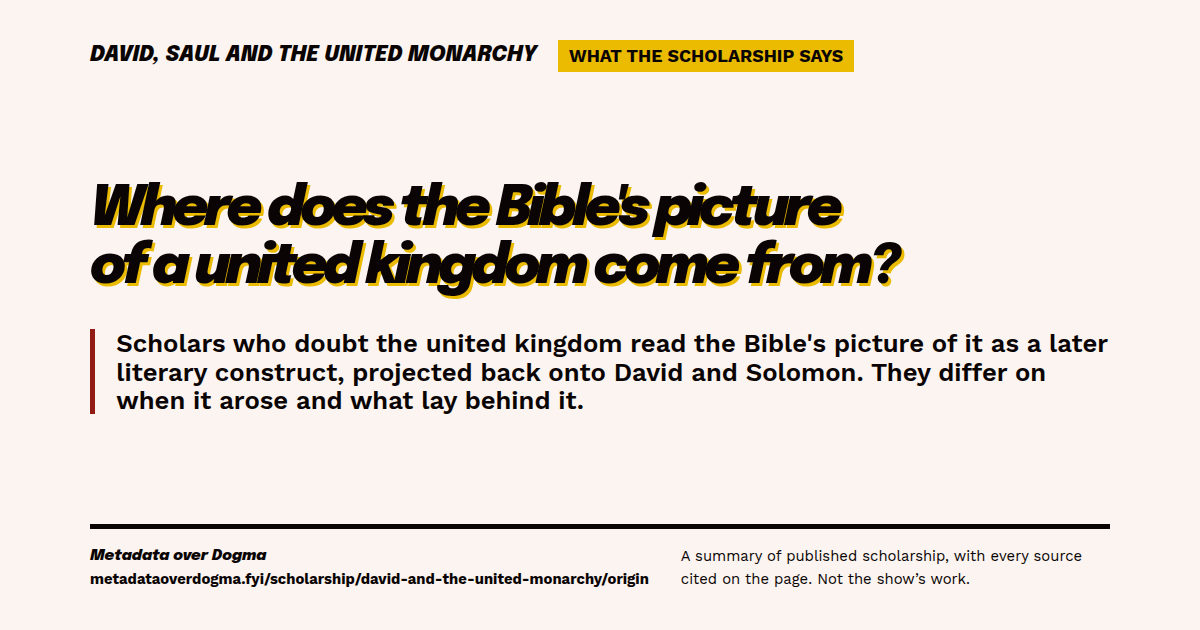 DAVID, SAUL AND THE UNITED MONARCHY
WHAT THE SCHOLARSHIP SAYS
Where does the Bible's picture
of a united kingdom come from?
Scholars who doubt the united kingdom read the Bible's picture of it as a later
literary construct, projected back onto David and Solomon. They differ on
when it arose and what lay behind it.
Metadata over Dogma
metadataoverdogma.fyi/scholarship/david-and-the-united-monarchy/origin
A summary of published scholarship, with every source
cited on the page. Not the show’s work.